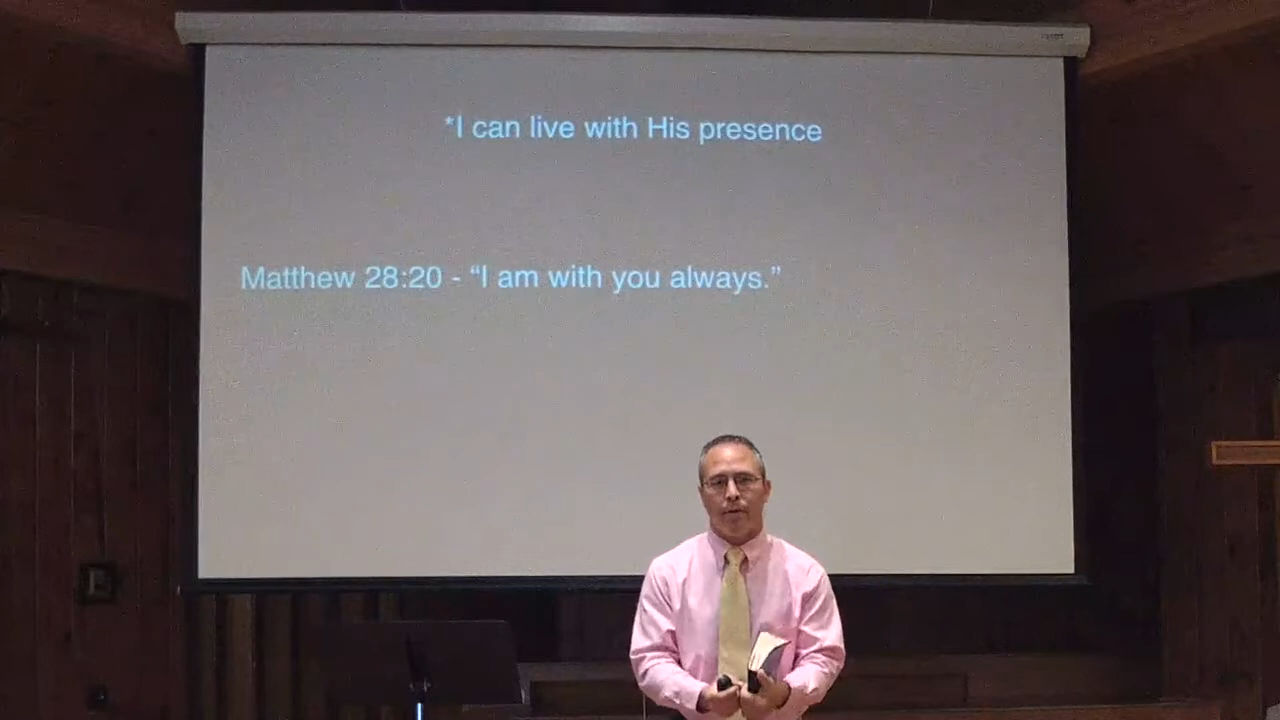 *I can live with His presence
Matthew 28:20 - “I am with you always.”